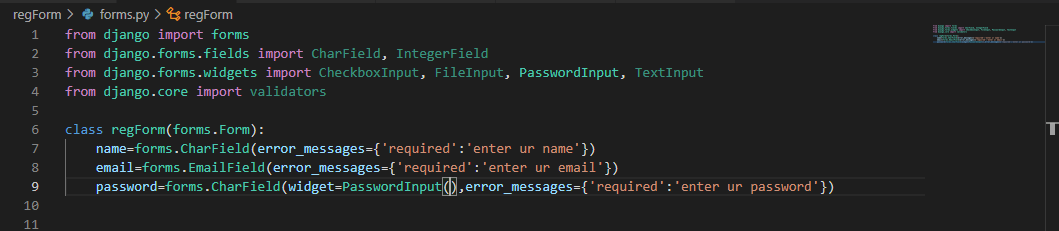 regForm > forms.py > regForm
1 from django import forms
2 from django.forms.fields import CharField, IntegerField
3 from django.forms.widgets import CheckboxInput, FileInput, PasswordInput, TextInput
4 from django.core import validators
5
6 class regForm(forms.Form):
7     name=forms.CharField(error_messages={'required':'enter ur name'})
8     email=forms.EmailField(error_messages={'required':'enter ur email'})
9     password=forms.CharField(widget=PasswordInput(),error_messages={'required':'enter ur password'})
10
11